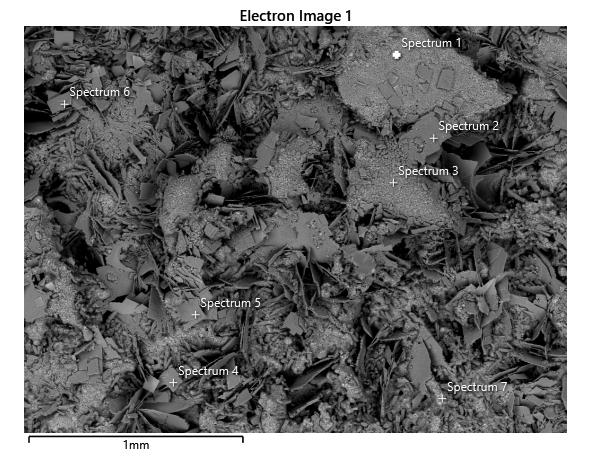 Electron Image 1
Spectrum 1
Spectrum 6
Spectrum 2
Spectrum 3
Spectrum 5
Spectrum 4
Spectrum 7
1mm